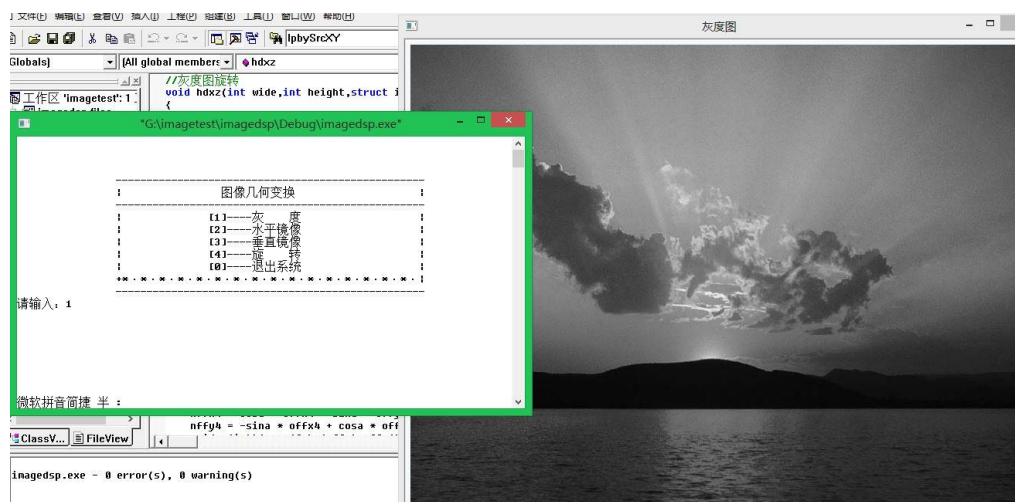 文件(F) 编辑(E) 查看(V) 插入(I) 工程(P) 组建(B) 工具(T) 窗口(W) 帮助(H)
lpbySrcXY
Globals)
[All global members
hdxz
//灰度图旋转
void hdxz(int wide,int height,struct i
{
工作区 'imagetest': 1
imagedsp files
"G:\imagetest\imagedsp\Debug\imagedsp.exe"
图像几何变换
[1]----灰 度
[2]----水平镜像
[3]----垂直镜像
[4]----旋 转
[0]----退出系统
请输入：1
微软拼音简捷 半 :
nffy4 = -sina * offx4 + cosa * off
ClassV...
FileView
imagedsp.exe - 0 error(s), 0 warning(s)
灰度图